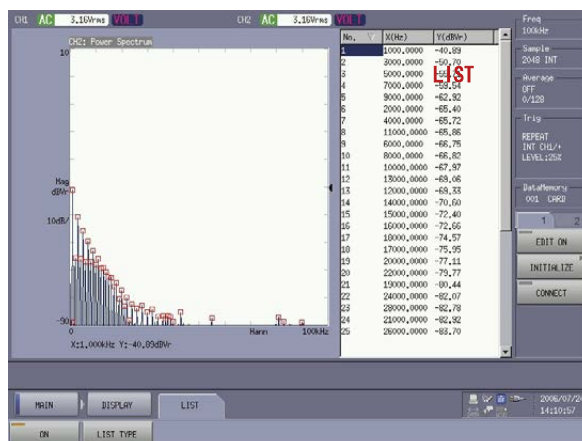 CH1 AC 3.16Vrms VOLT CH2 AC 3.16Vrms VOLT
CH2: Power Spectrum
10
Mag
dBVr
10dB/
-90
0 Harm 100kHz
X:1.000kHz Y:-40.89dBVr
No. X(Hz) Y(dBVr)
1 1000.0000 -40.89
2 3000.0000 -50.70
3 5000.0000
LIST
4 7000.0000 -59.54
5 9000.0000 -62.92
6 2000.0000 -65.40
7 4000.0000 -65.72
8 11000.0000 -65.86
9 6000.0000 -66.75
10 8000.0000 -66.82
11 10000.0000 -67.97
12 13000.0000 -69.06
13 12000.0000 -69.33
14 14000.0000 -70.60
15 15000.0000 -72.40
16 16000.0000 -72.66
17 18000.0000 -74.57
18 17000.0000 -75.95
19 20000.0000 -77.11
20 22000.0000 -79.77
21 19000.0000 -80.44
22 24000.0000 -82.07
23 28000.0000 -82.78
24 21000.0000 -82.92
25 26000.0000 -83.70
Freq
100kHz
Sample
2048 INT
Average
OFF
0/128
Trig
REPEAT
INT CH1/+
LEVEL:25%
DataMemory
001 CARD
1 2
EDIT ON
INITIALIZE
CONNECT
MAIN DISPLAY LIST
2006/07/24
14:10:57
ON LIST TYPE